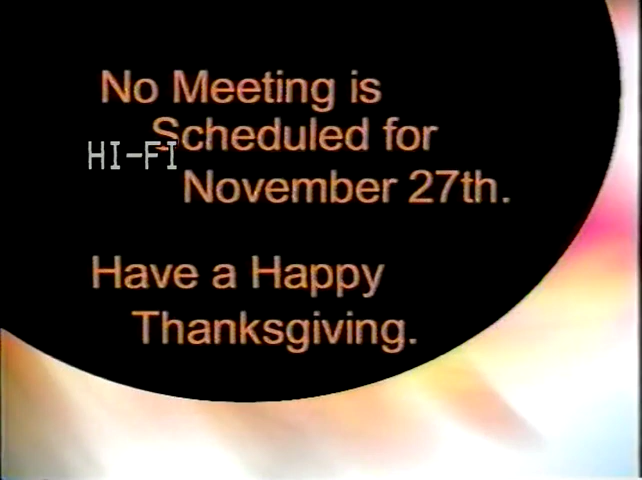 No Meeting is
Scheduled for
HI-FI
November 27th.
Have a Happy
Thanksgiving.